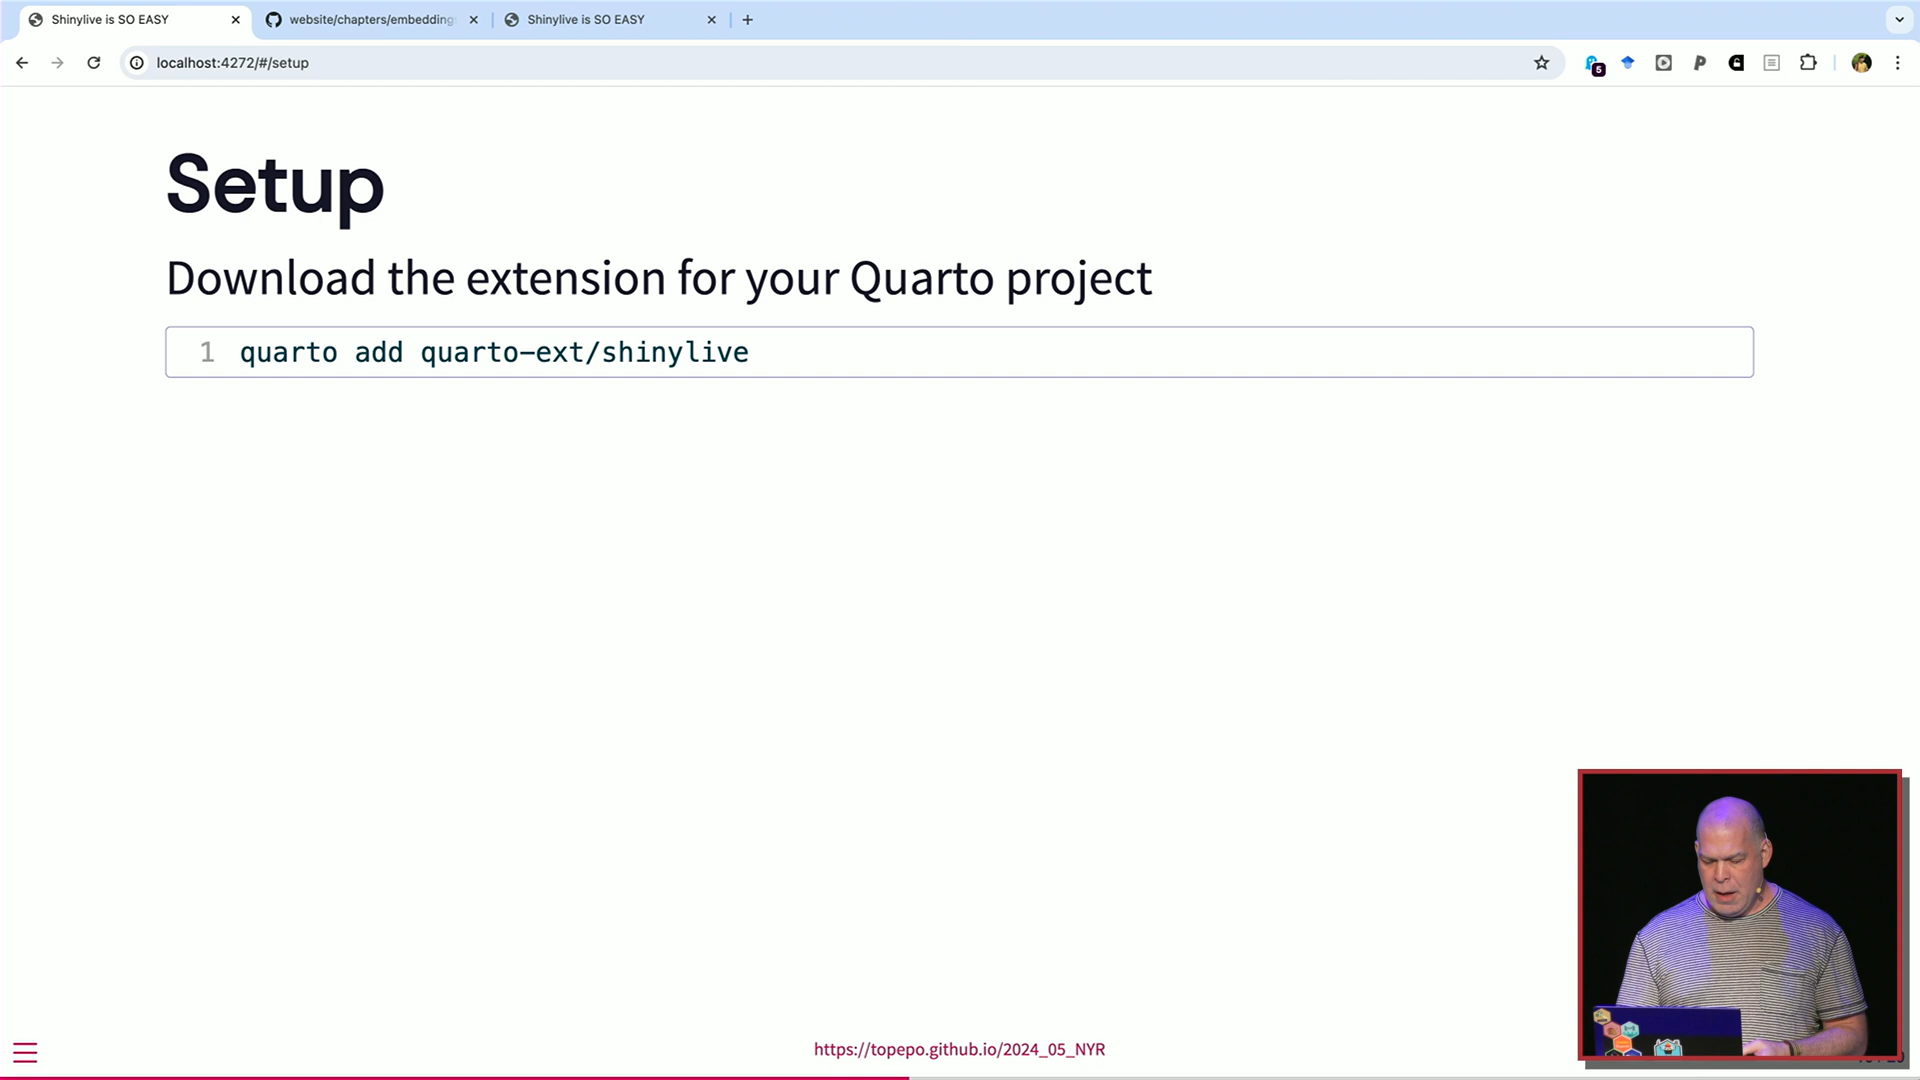 Shinylive is SO EASY
website/chapters/embedding
Shinylive is SO EASY
localhost:4272/#/setup
5
Setup
Download the extension for your Quarto project
1 quarto add quarto-ext/shinylive
https://topepo.github.io/2024_05_NYR